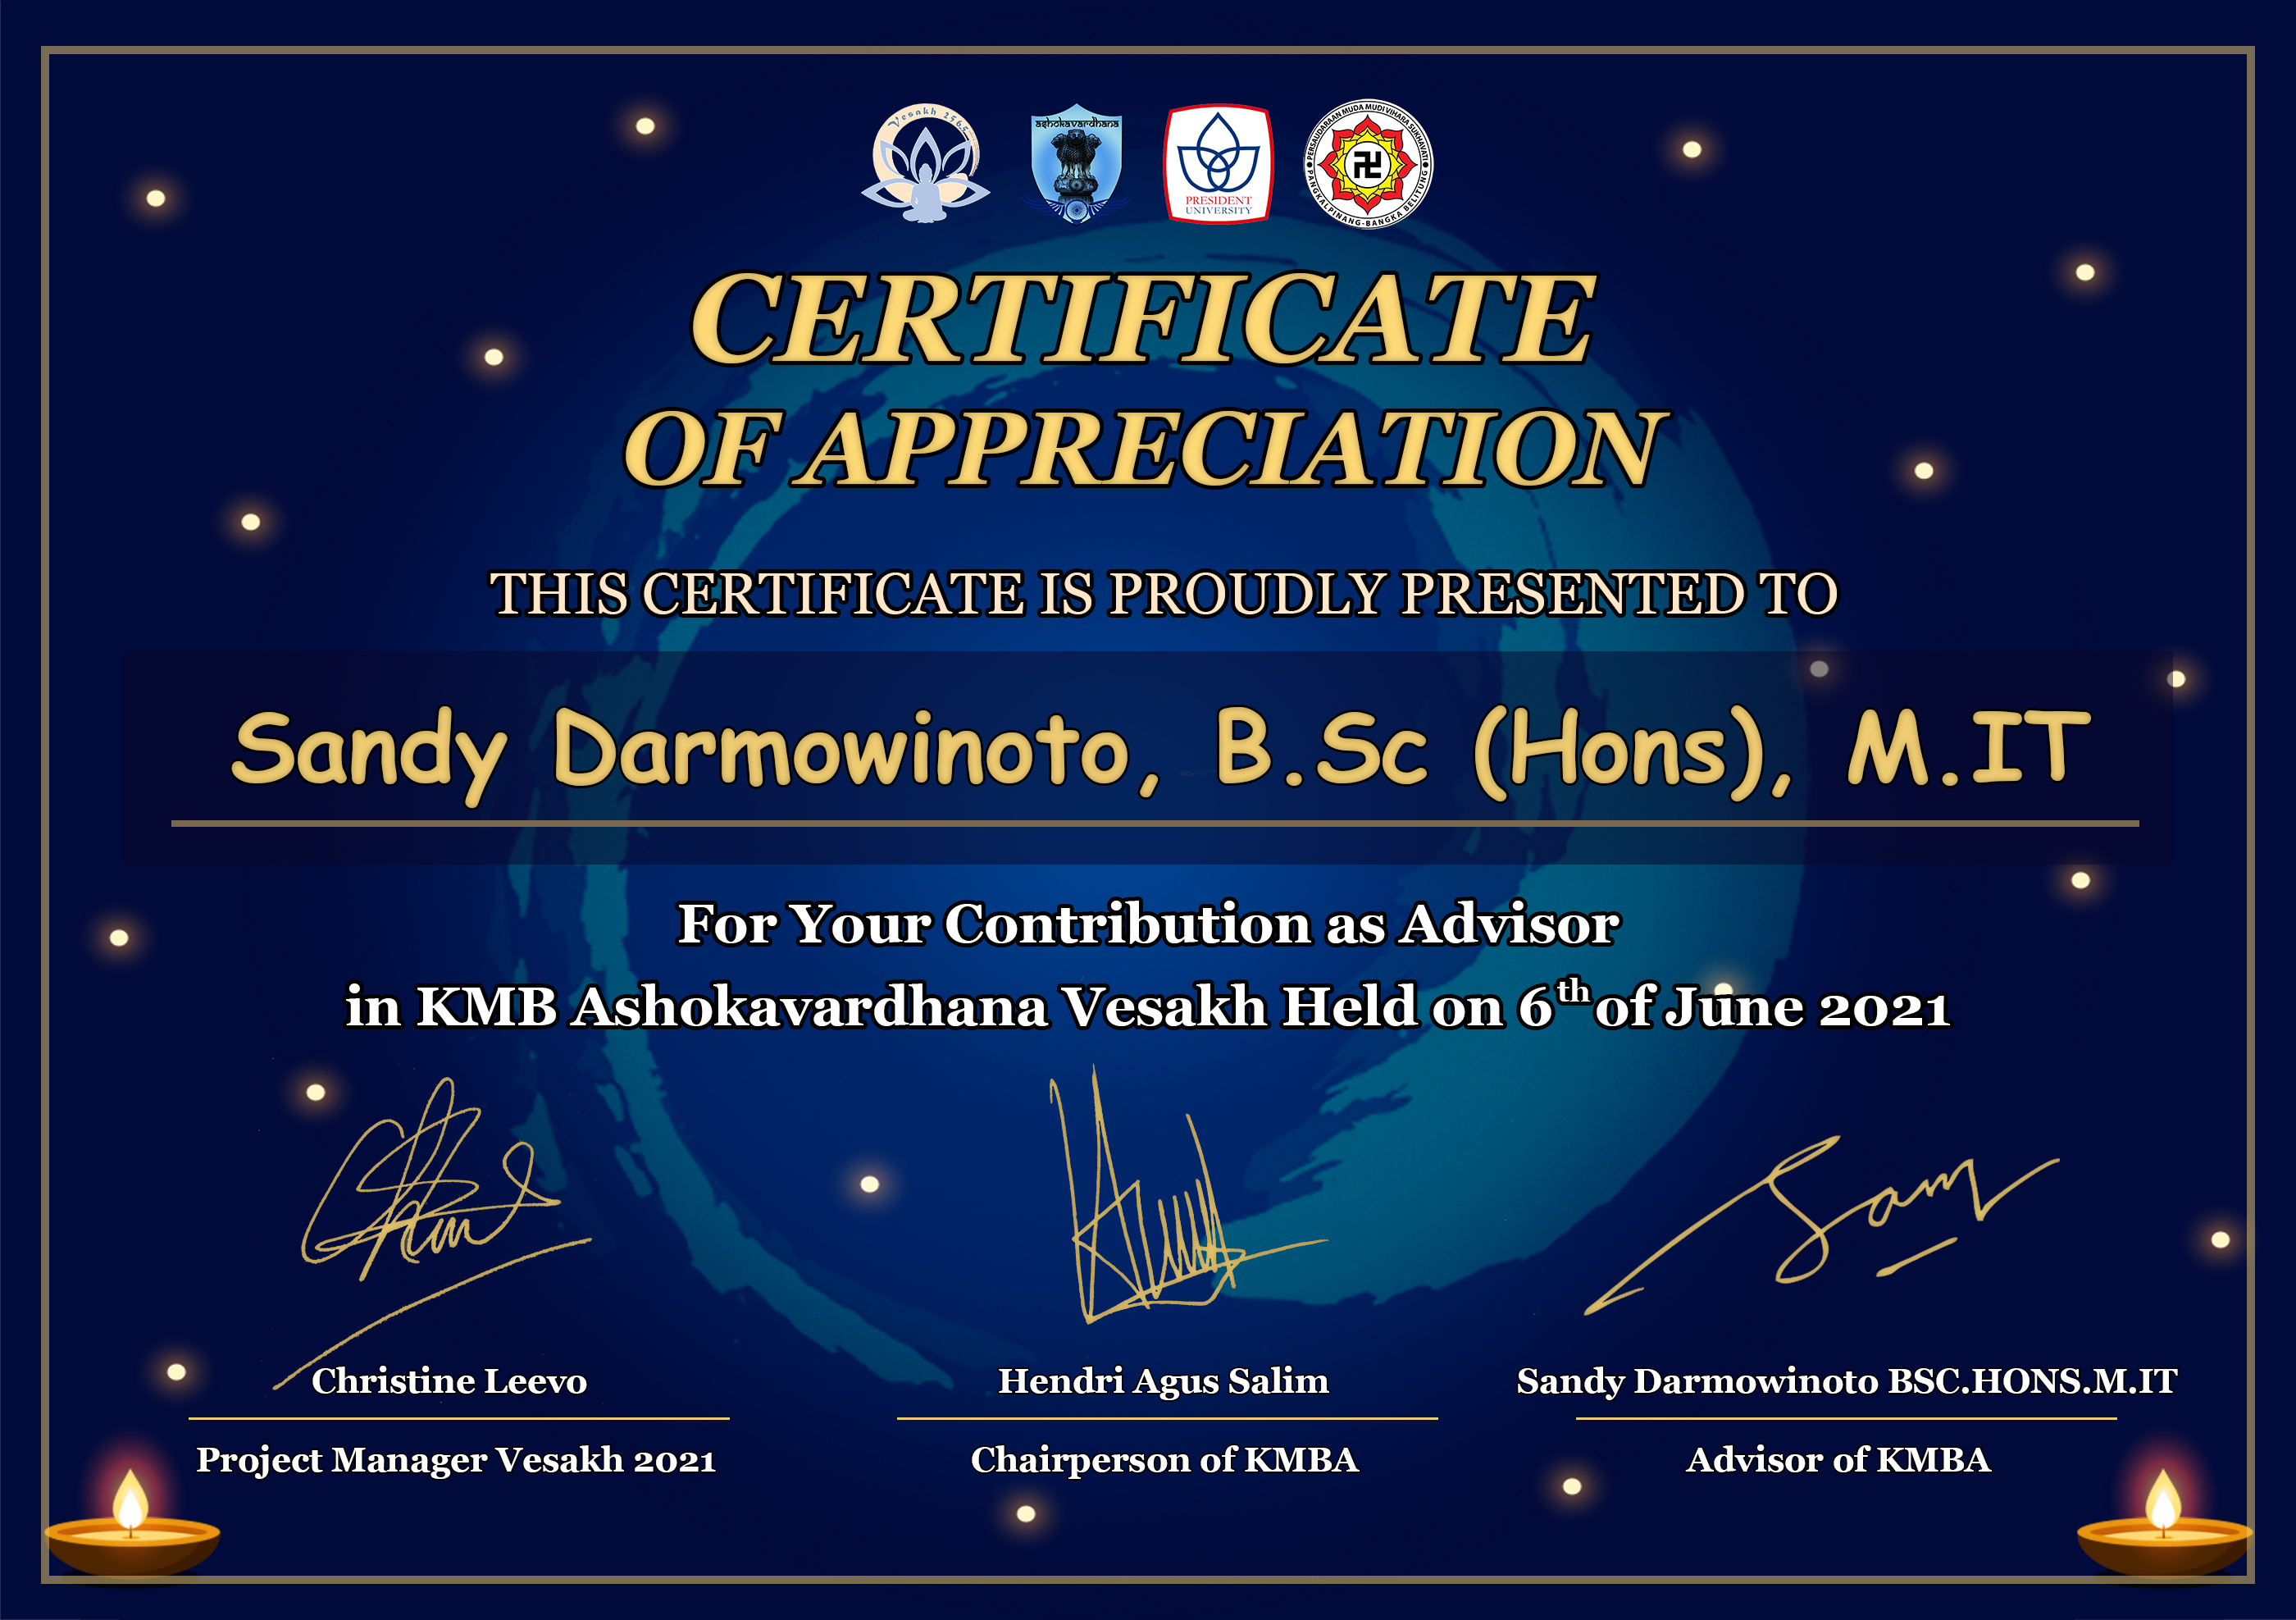 Vesakh 2565
ashokavardhana
PRESIDENT
UNIVERSITY
PERSAUDARAAN MUDA MUDI VIHARA SUKHAVATI
PANGKALPINANG-BANGKA BELITUNG
CERTIFICATE
OF APPRECIATION
THIS CERTIFICATE IS PROUDLY PRESENTED TO
Sandy Darmowinoto, B.Sc (Hons), M.IT
For Your Contribution as Advisor
in KMB Ashokavardhana Vesakh Held on 6th of June 2021
Christine Leevo
Hendri Agus Salim
Sandy Darmowinoto BSC.HONS.M.IT
Project Manager Vesakh 2021
Chairperson of KMBA
Advisor of KMBA